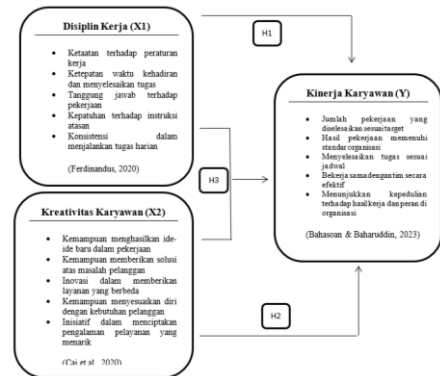 Disiplin Kerja (X1)
• Ketaatan terhadap peraturan
kerja
• Ketepatan waktu kehadiran
dan menyelesaikan tugas
• Tanggung jawab terhadap
pekerjaan
• Kepatuhan terhadap instruksi
atasan
• Konsistensi dalam
menjalankan tugas harian
(Ferdinandus, 2020)
H1
H3
Kinerja Karyawan (Y)
• Jumlah pekerjaan yang
diselesaikan sesuai target
• Hasil pekerjaan memenuhi
standar organisasi
• Menyelesaikan tugas sesuai
jadwal
• Bekerja sama dengan tim secara
efektif
• Menunjukkan kepedulian
terhadap hasil kerja dan peran di
organisasi
(Bahasoan & Baharuddin, 2023)
Kreativitas Karyawan (X2)
• Kemampuan menghasilkan ide-
ide baru dalam pekerjaan
• Kemampuan memberikan solusi
atas masalah pelanggan
• Inovasi dalam memberikan
layanan yang berbeda
• Kemampuan menyesuaikan diri
dengan kebutuhan pelanggan
• Inisiatif dalam menciptakan
pengalaman pelayanan yang
menarik
(Cai et al., 2020)
H2